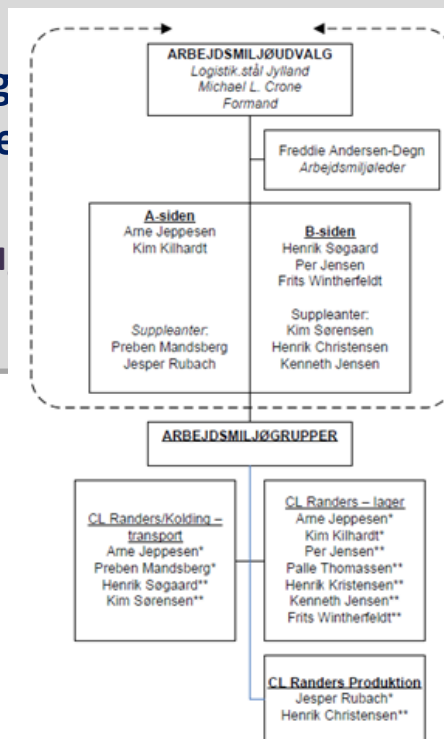 g
e
ARBEJDSMILJØUDVALG
Logistik.stål Jylland
Michael L. Crone
Formand
Freddie Andersen-Degn
Arbejdsmiljøleder
A-siden
Arne Jeppesen
Kim Kilhardt
Suppleanter:
Preben Mandsberg
Jesper Rubach
B-siden
Henrik Søgaard
Per Jensen
Frits Wintherfeldt
Suppleanter:
Kim Sørensen
Henrik Christensen
Kenneth Jensen
ARBEJDSMILJØGRUPPER
CL Randers/Kolding –
transport
Arne Jeppesen*
Preben Mandsberg*
Henrik Søgaard**
Kim Sørensen**
CL Randers – lager
Arne Jeppesen*
Kim Kilhardt*
Per Jensen**
Palle Thomassen**
Henrik Kristensen**
Kenneth Jensen**
Frits Wintherfeldt**
CL Randers Produktion
Jesper Rubach*
Henrik Christensen**